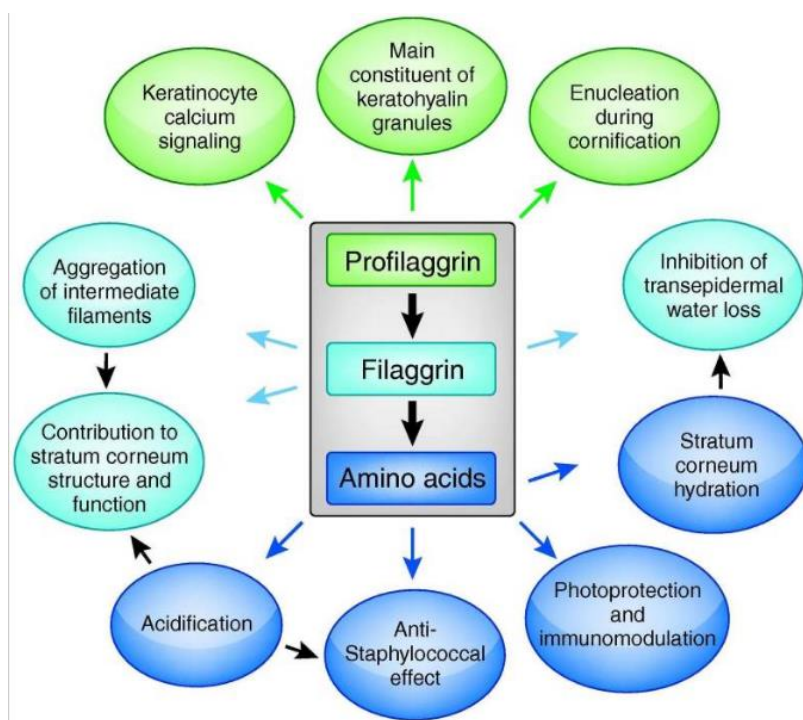 Main
constituent of
keratohyalin
granules
Keratinocyte
calcium
signaling
Enucleation
during
cornification
Profilaggrin
Aggregation
of intermediate
filaments
Inhibition of
transepidermal
water loss
Filaggrin
Contribution to
stratum corneum
structure and
function
Stratum
corneum
hydration
Amino acids
Acidification
Anti-
Staphylococcal
effect
Photoprotection
and
immunomodulation